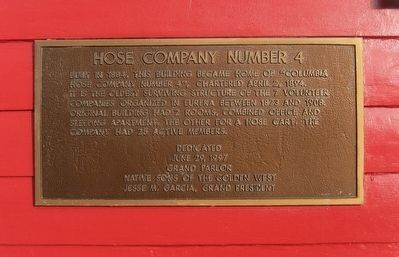 HOSE COMPANY NUMBER 4
BUILT IN 1894, THIS BUILDING BECAME HOME OF "COLUMBIA
HOSE COMPANY NUMBER 4", CHARTERED APRIL 2, 1894.
IT IS THE OLDEST SURVIVING STRUCTURE OF THE 7 VOLUNTEER
COMPANIES ORGANIZED IN EUREKA BETWEEN 1873 AND 1908.
ORIGINAL BUILDING HAD 2 ROOMS, COMBINED OFFICE AND
SLEEPING APARTMENT, THE OTHER FOR A HOSE CART. THE
COMPANY HAD 28 ACTIVE MEMBERS.
DEDICATED
JUNE 29, 1997
GRAND PARLOR
NATIVE SONS OF THE GOLDEN WEST
JESSE M. GARCIA, GRAND PRESIDENT